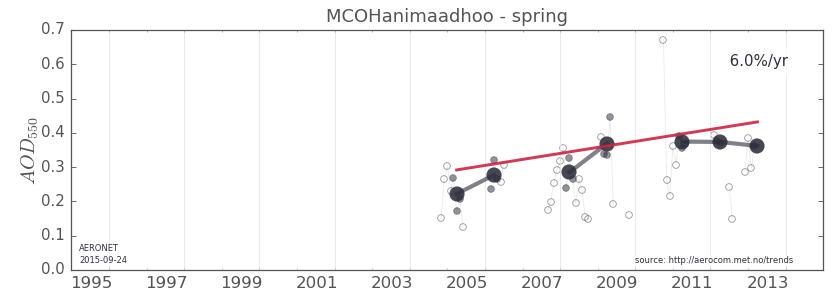 MCOHanimaadhoo - spring
0.7
0.6
0.5
0.4
0.3
0.2
0.1
0.0
AOD550
6.0%/yr
AERONET
2015-09-24
source: http://aerocom.met.no/trends
1995 1997 1999 2001 2003 2005 2007 2009 2011 2013